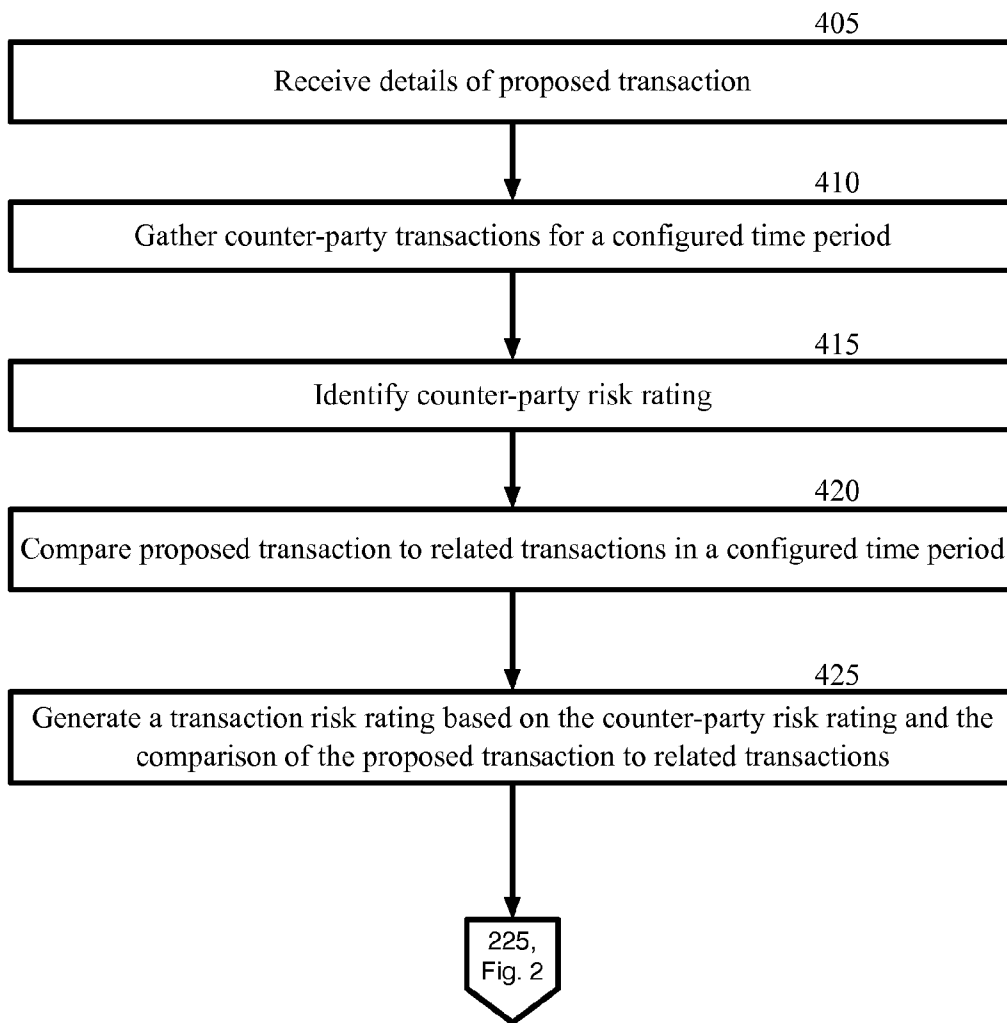 405
Receive details of proposed transaction
410
Gather counter-party transactions for a configured time period
415
Identify counter-party risk rating
420
Compare proposed transaction to related transactions in a configured time period
425
Generate a transaction risk rating based on the counter-party risk rating and the
comparison of the proposed transaction to related transactions
225,
Fig. 2